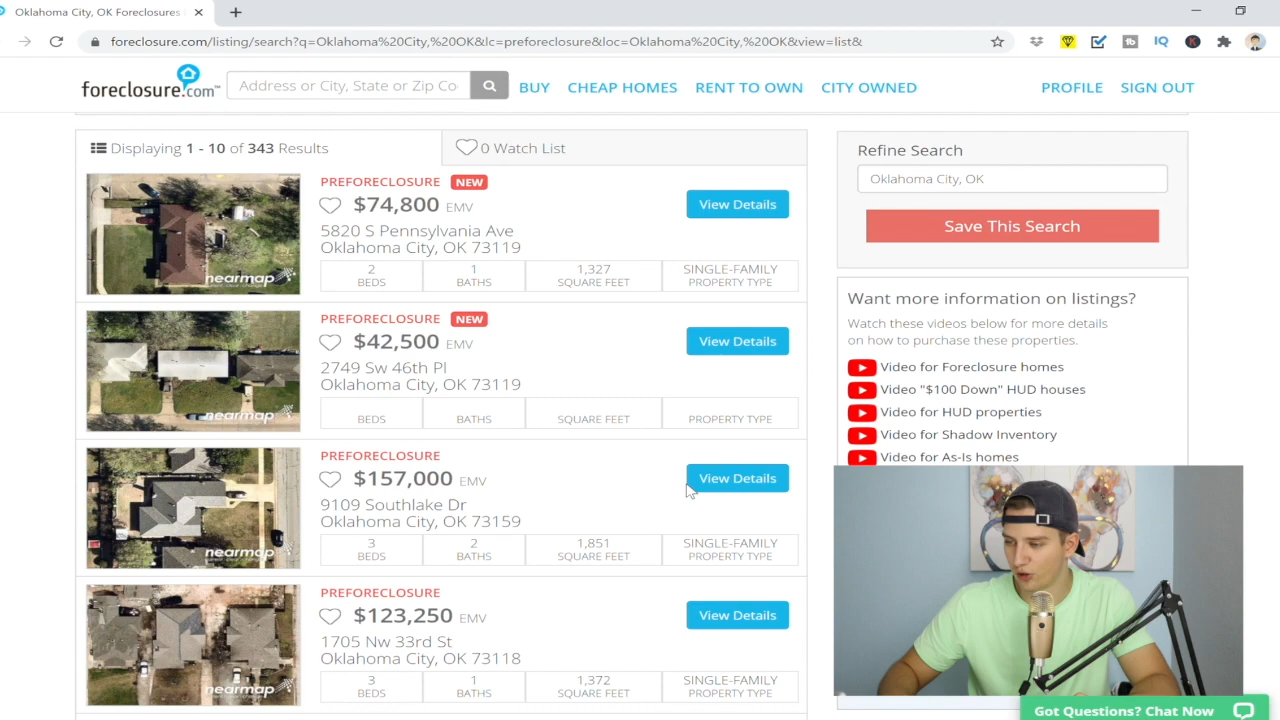 Oklahoma City, OK Foreclosures
foreclosure.com/listing/search?q=Oklahoma%20City,%20OK&lc=preforeclosure&loc=Oklahoma%20City,%20OK&view=list&
foreclosure.com™
Address or City, State or Zip Co
BUY
CHEAP HOMES
RENT TO OWN
CITY OWNED
PROFILE
SIGN OUT
Displaying 1 - 10 of 343 Results
0 Watch List
PREFORECLOSURE NEW
$74,800 EMV
View Details
5820 S Pennsylvania Ave
Oklahoma City, OK 73119
2 1 1,327 SINGLE-FAMILY
BEDS BATHS SQUARE FEET PROPERTY TYPE
nearmap
PREFORECLOSURE NEW
$42,500 EMV
View Details
2749 Sw 46th Pl
Oklahoma City, OK 73119
BEDS BATHS SQUARE FEET PROPERTY TYPE
nearmap
PREFORECLOSURE
$157,000 EMV
View Details
9109 Southlake Dr
Oklahoma City, OK 73159
3 2 1,851 SINGLE-FAMILY
BEDS BATHS SQUARE FEET PROPERTY TYPE
nearmap
PREFORECLOSURE
$123,250 EMV
View Details
1705 Nw 33rd St
Oklahoma City, OK 73118
3 1 1,372 SINGLE-FAMILY
BEDS BATHS SQUARE FEET PROPERTY TYPE
nearmap
Refine Search
Oklahoma City, OK
Save This Search
Want more information on listings?
Watch these videos below for more details
on how to purchase these properties.
Video for Foreclosure homes
Video "$100 Down" HUD houses
Video for HUD properties
Video for Shadow Inventory
Video for As-Is homes
Got Questions? Chat Now